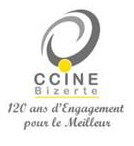 CCINE
Bizerte
120 ans d'Engagement
pour le Meilleur